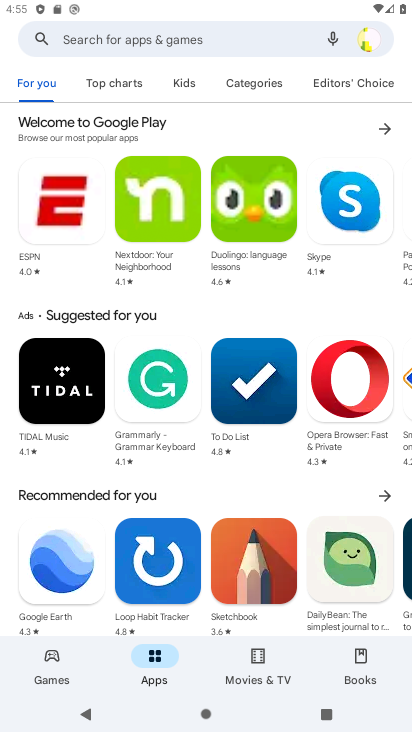 4:55
Search for apps & games
For you
Top charts
Kids
Categories
Editors' Choice
Welcome to Google Play
Browse our most popular apps
ESPN
4.0★
Nextdoor: Your
Neighborhood
4.1★
Duolingo: language
lessons
4.6★
Skype
4.1★
4.2
Ads • Suggested for you
TIDAL
TIDAL Music
4.1★
Grammarly -
Grammar Keyboard
4.1★
To Do List
4.8★
Opera Browser: Fast
& Private
4.3★
4.2
Recommended for you
Google Earth
4.3★
Loop Habit Tracker
4.8★
Sketchbook
3.6★
DailyBean: The
simplest journal to r...
Games
Apps
Movies & TV
Books